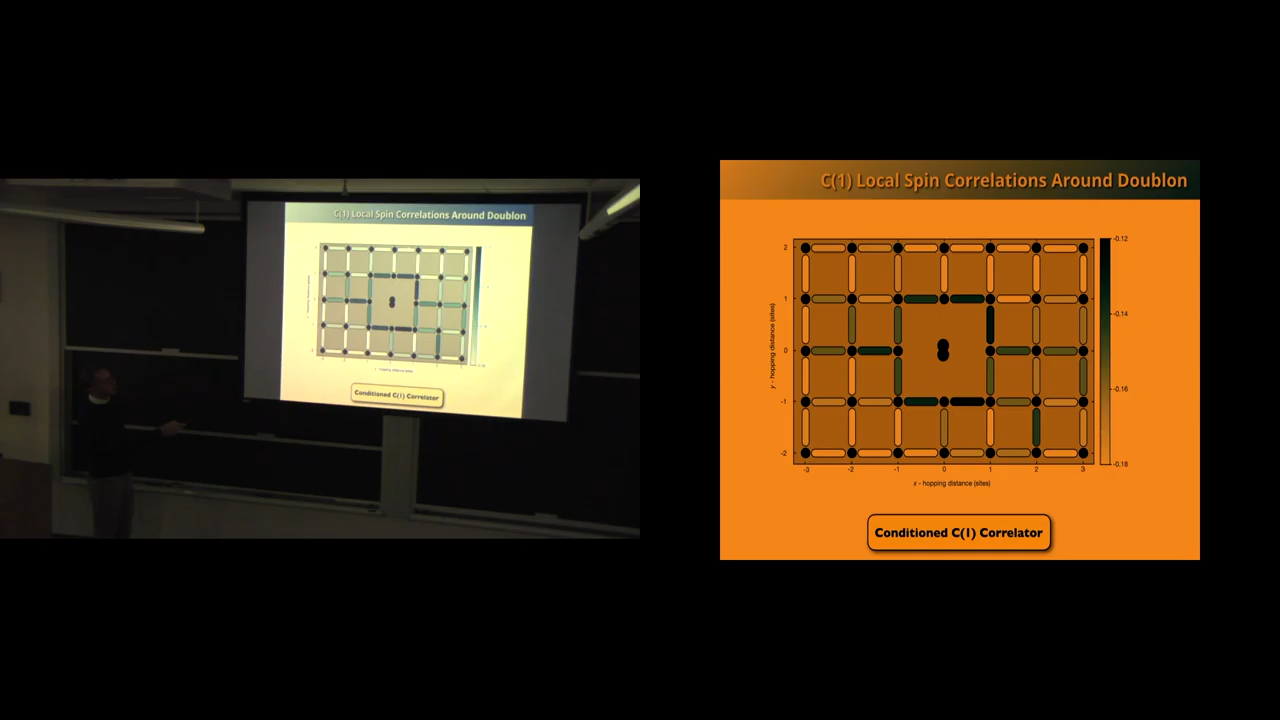 C(1) Local Spin Correlations Around Doublon
Conditioned C(1) Correlator
C(1) Local Spin Correlations Around Doublon
2
1
0
-1
-2
y - hopping distance (sites)
-3 -2 -1 0 1 2 3
x - hopping distance (sites)
-0.12
-0.14
-0.16
-0.18
Conditioned C(1) Correlator